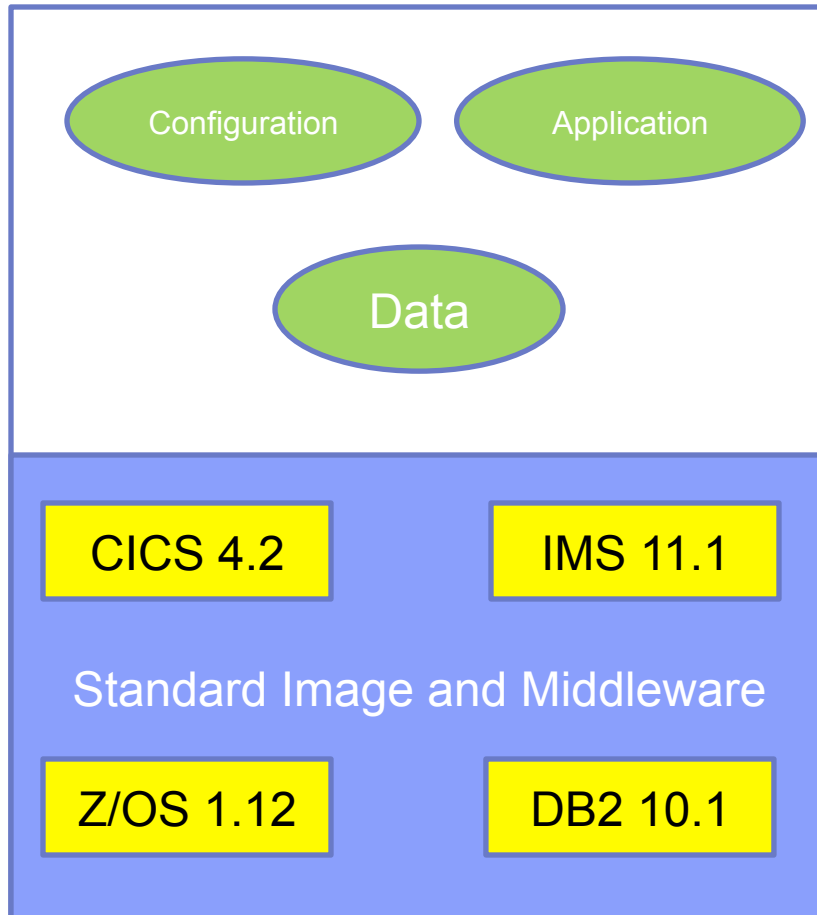 Configuration
Application
Data
CICS 4.2
IMS 11.1
Standard Image and Middleware
Z/OS 1.12
DB2 10.1